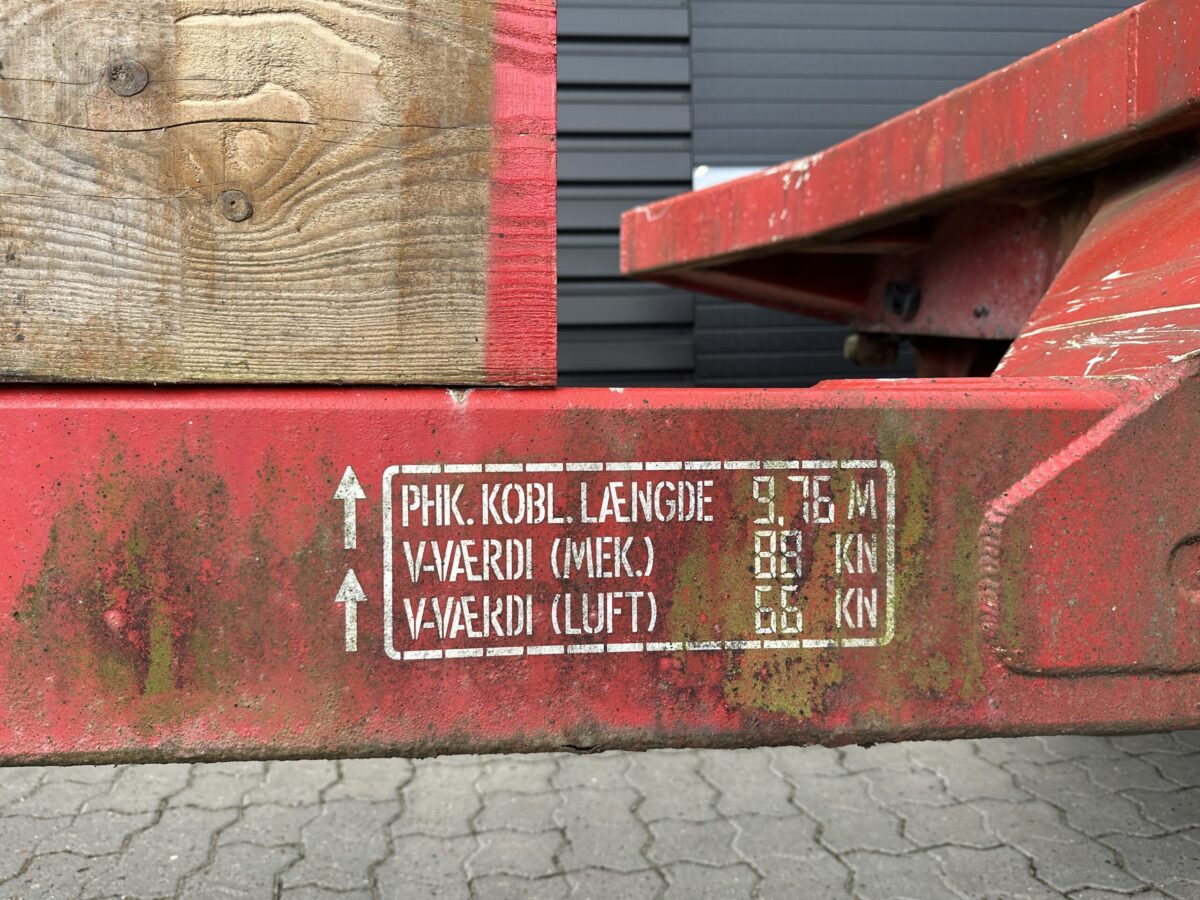 PHK. KOBL. LÆNGDE 9.76 M
V-VÆRDI (MEK.) 88 KN
V-VÆRDI (LUFT) 66 KN